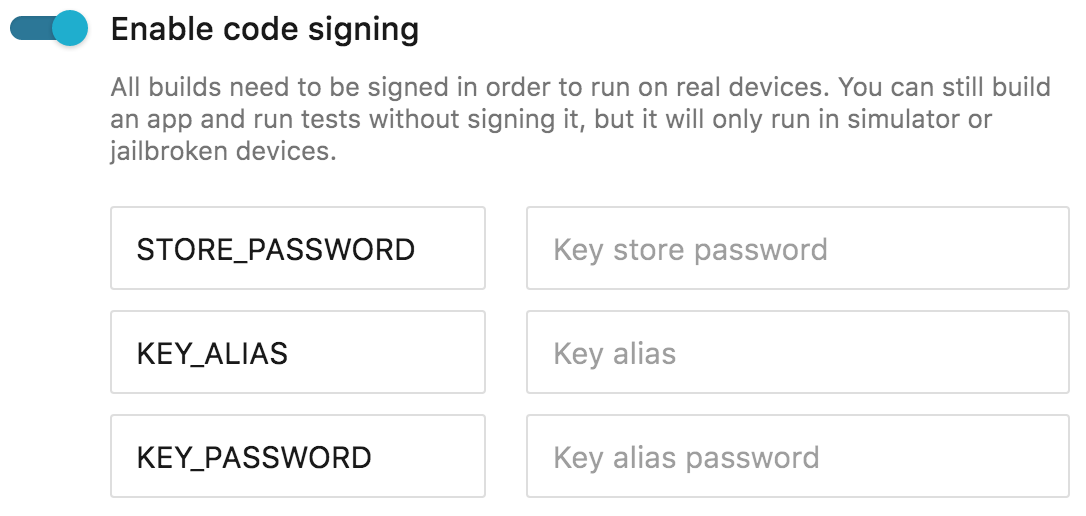 Enable code signing
All builds need to be signed in order to run on real devices. You can still build
an app and run tests without signing it, but it will only run in simulator or
jailbroken devices.
STORE_PASSWORD Key store password
KEY_ALIAS Key alias
KEY_PASSWORD Key alias password